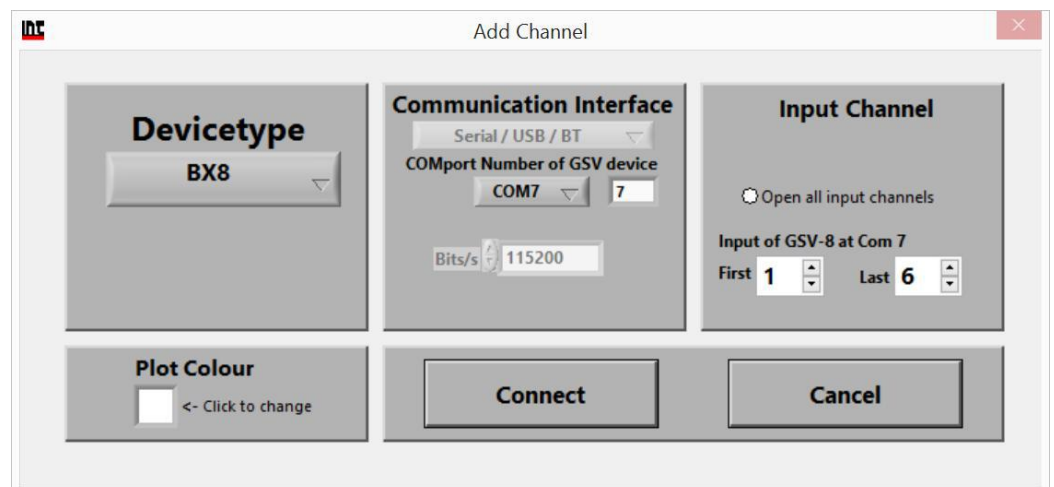 Add Channel
Devicetype
BX8
Communication Interface
Serial / USB / BT
COMport Number of GSV device
COM7 7
Bits/s 115200
Input Channel
Open all input channels
Input of GSV-8 at Com 7
First 1 Last 6
Plot Colour
<- Click to change
Connect
Cancel